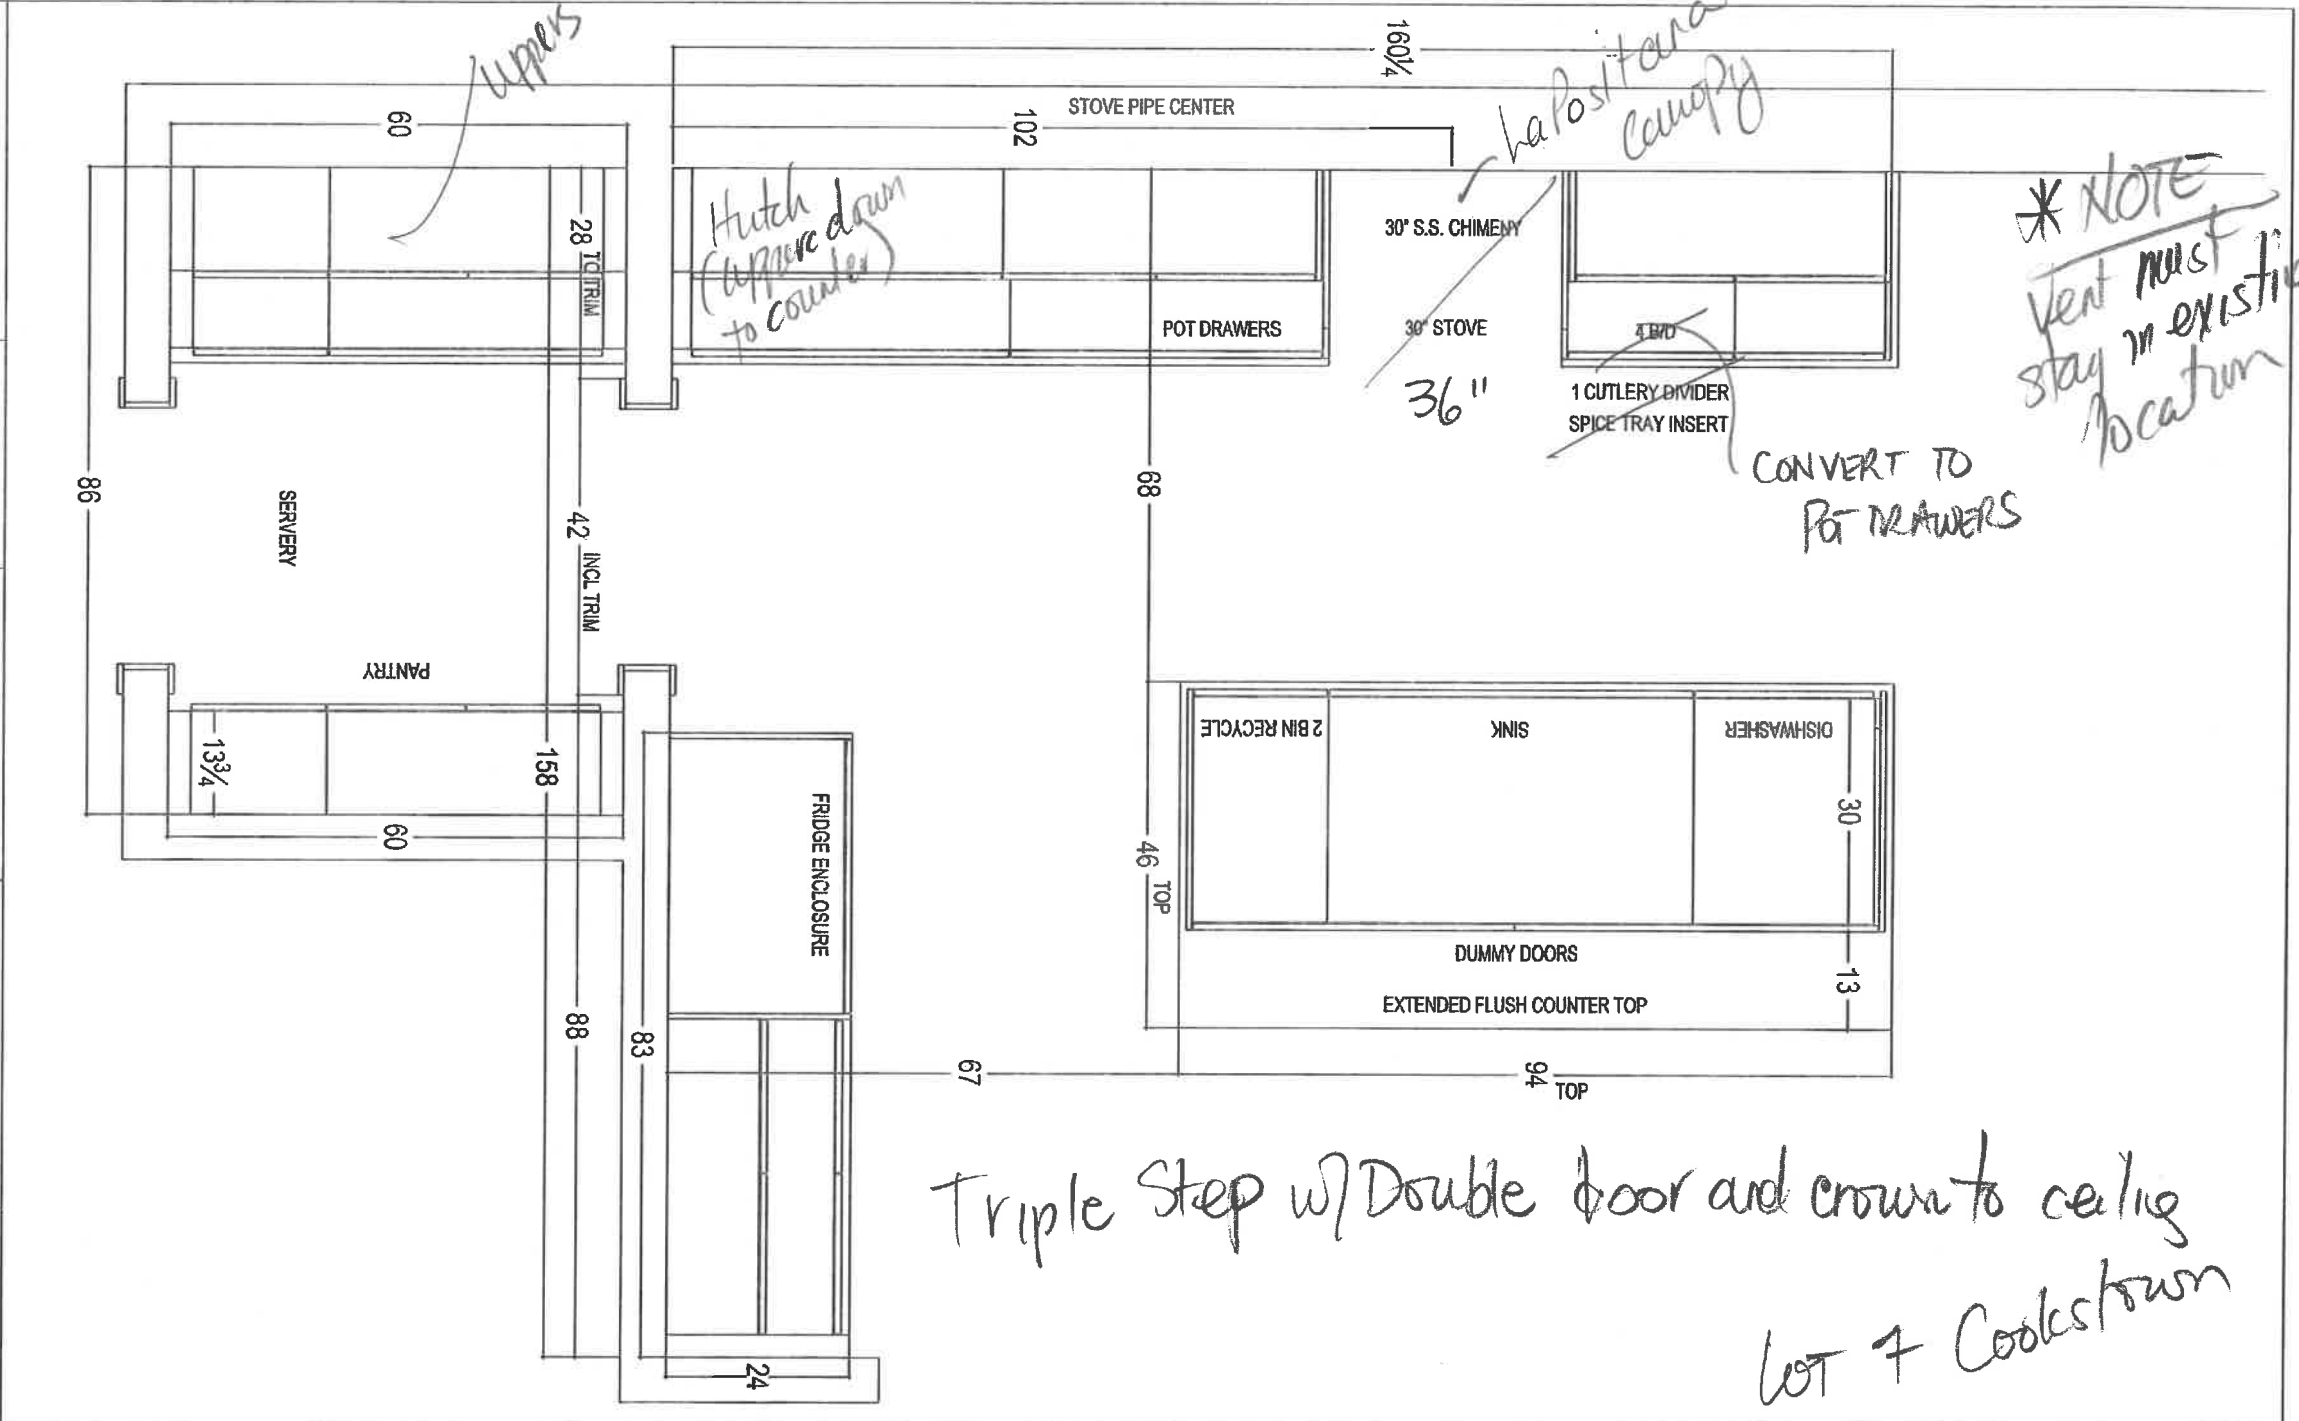 uppers
160¼
STOVE PIPE CENTER
60
102
LaPositana
Canopy
* NOTE
Vent must
stay in
location
28 TO TRIM
Hutch
(uppers down
to counter)
30" S.S. CHIMENY
POT DRAWERS
30" STOVE
36"
4 B/D
1 CUTLERY DIVIDER
SPICE TRAY INSERT
CONVERT TO
POT DRAWERS
86
SERVERY
42 INCL TRIM
68
PANTRY
13¾
158
60
FRIDGE ENCLOSURE
2 BIN RECYCLE
SINK
DISHWASHER
30
46 TOP
DUMMY DOORS
13
EXTENDED FLUSH COUNTER TOP
88
83
67
94 TOP
24
Triple Step w/ Double door and crown to ceilig
LOT 7 Cookstown